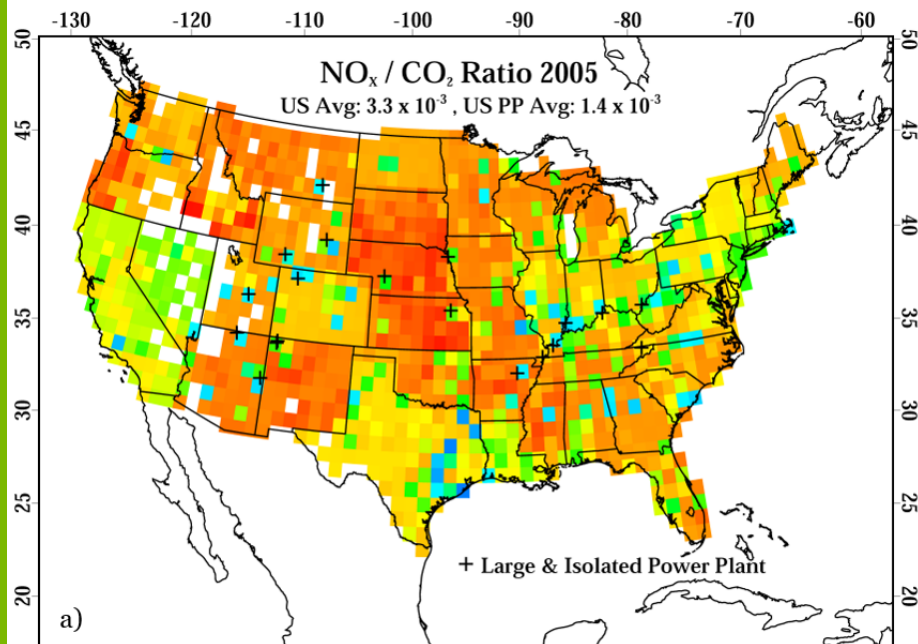 -130 -120 -110 -100 -90 -80 -70 -60
NOₓ / CO₂ Ratio 2005
US Avg: 3.3 x 10⁻³ , US PP Avg: 1.4 x 10⁻³
50 50
45 45
40 40
35 35
30 30
25 25
+ Large & Isolated Power Plant
20 20
a)